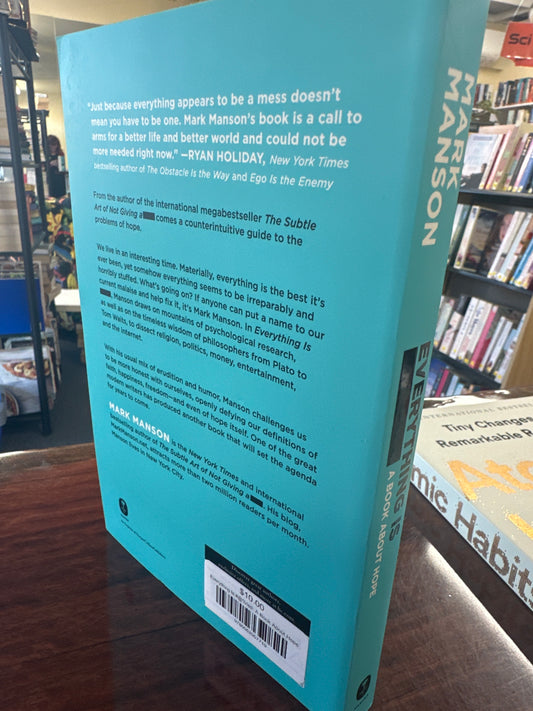 "Just because everything appears to be a mess doesn't
mean you have to be one. Mark Manson's book is a call to
arms for a better life and better world and could not be
more needed right now." —RYAN HOLIDAY, New York Times
bestselling author of The Obstacle Is the Way and Ego Is the Enemy
From the author of the international megabestseller The Subtle
Art of Not Giving a comes a counterintuitive guide to the
problems of hope.
We live in an interesting time. Materially, everything is the best it's
ever been, yet somehow everything seems to be irreparably and
horribly stuffed. What's going on? If anyone can put a name to our
current malaise and help fix it, it's Mark Manson. In Everything Is
, Manson draws on mountains of psychological research,
as well as on the timeless wisdom of philosophers from Plato to
Tom Waits, to dissect religion, politics, money, entertainment,
and the internet.
With his usual mix of erudition and humor, Manson challenges us
to be more honest with ourselves, openly defying our definitions of
faith, happiness, freedom—and even of hope itself. One of the great
modern writers has produced another book that will set the agenda
for years to come.
MARK MANSON is the New York Times and international
bestselling author of The Subtle Art of Not Giving a . His blog,
markmanson.net, attracts more than two million readers per month.
Manson lives in New York City.
$10.00
MARK
MANSON
EVERYTHING IS
A BOOK ABOUT HOPE
Sci
INTERNATIONAL
Tiny Changes
Remarkable R
Ato
mic Habits